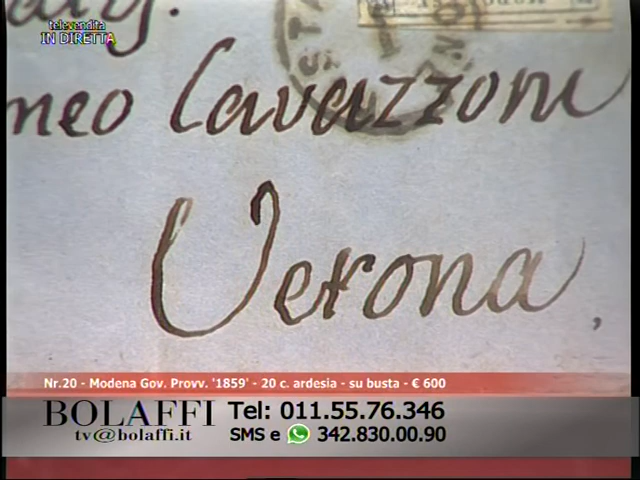 televendita
IN DIRETTA
meo Cavazzoni
Verona,
Nr.20 - Modena Gov. Provv. '1859' - 20 c. ardesia - su busta - € 600
BOLAFFI
tv@bolaffi.it
Tel: 011.55.76.346
SMS e 342.830.00.90